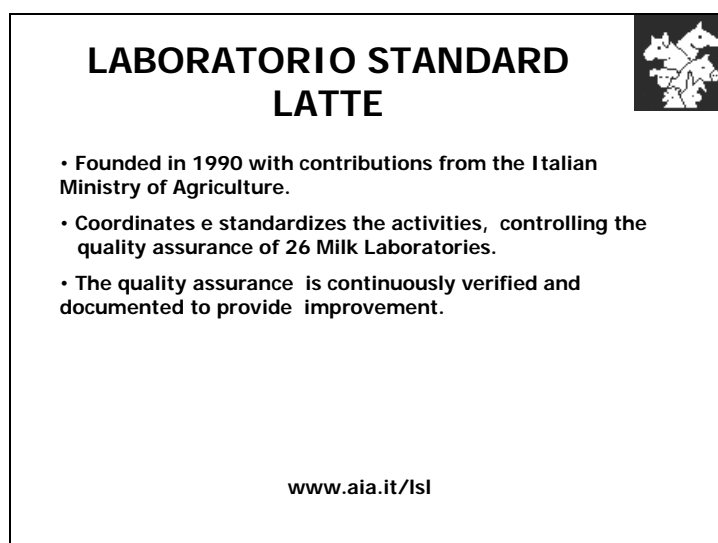 LABORATORIO STANDARD
LATTE
• Founded in 1990 with contributions from the Italian
Ministry of Agriculture.
• Coordinates e standardizes the activities, controlling the
quality assurance of 26 Milk Laboratories.
• The quality assurance is continuously verified and
documented to provide improvement.
www.aia.it/lsl